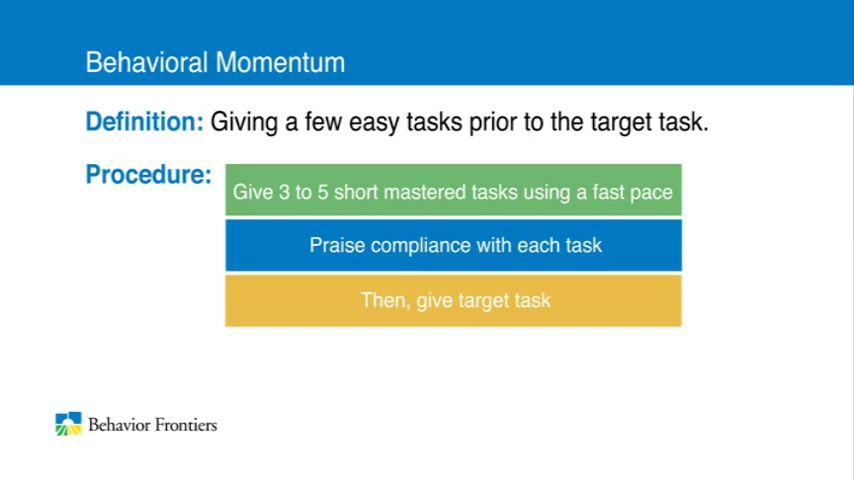 Behavioral Momentum
Definition: Giving a few easy tasks prior to the target task.
Procedure:
Give 3 to 5 short mastered tasks using a fast pace
Praise compliance with each task
Then, give target task
Behavior Frontiers